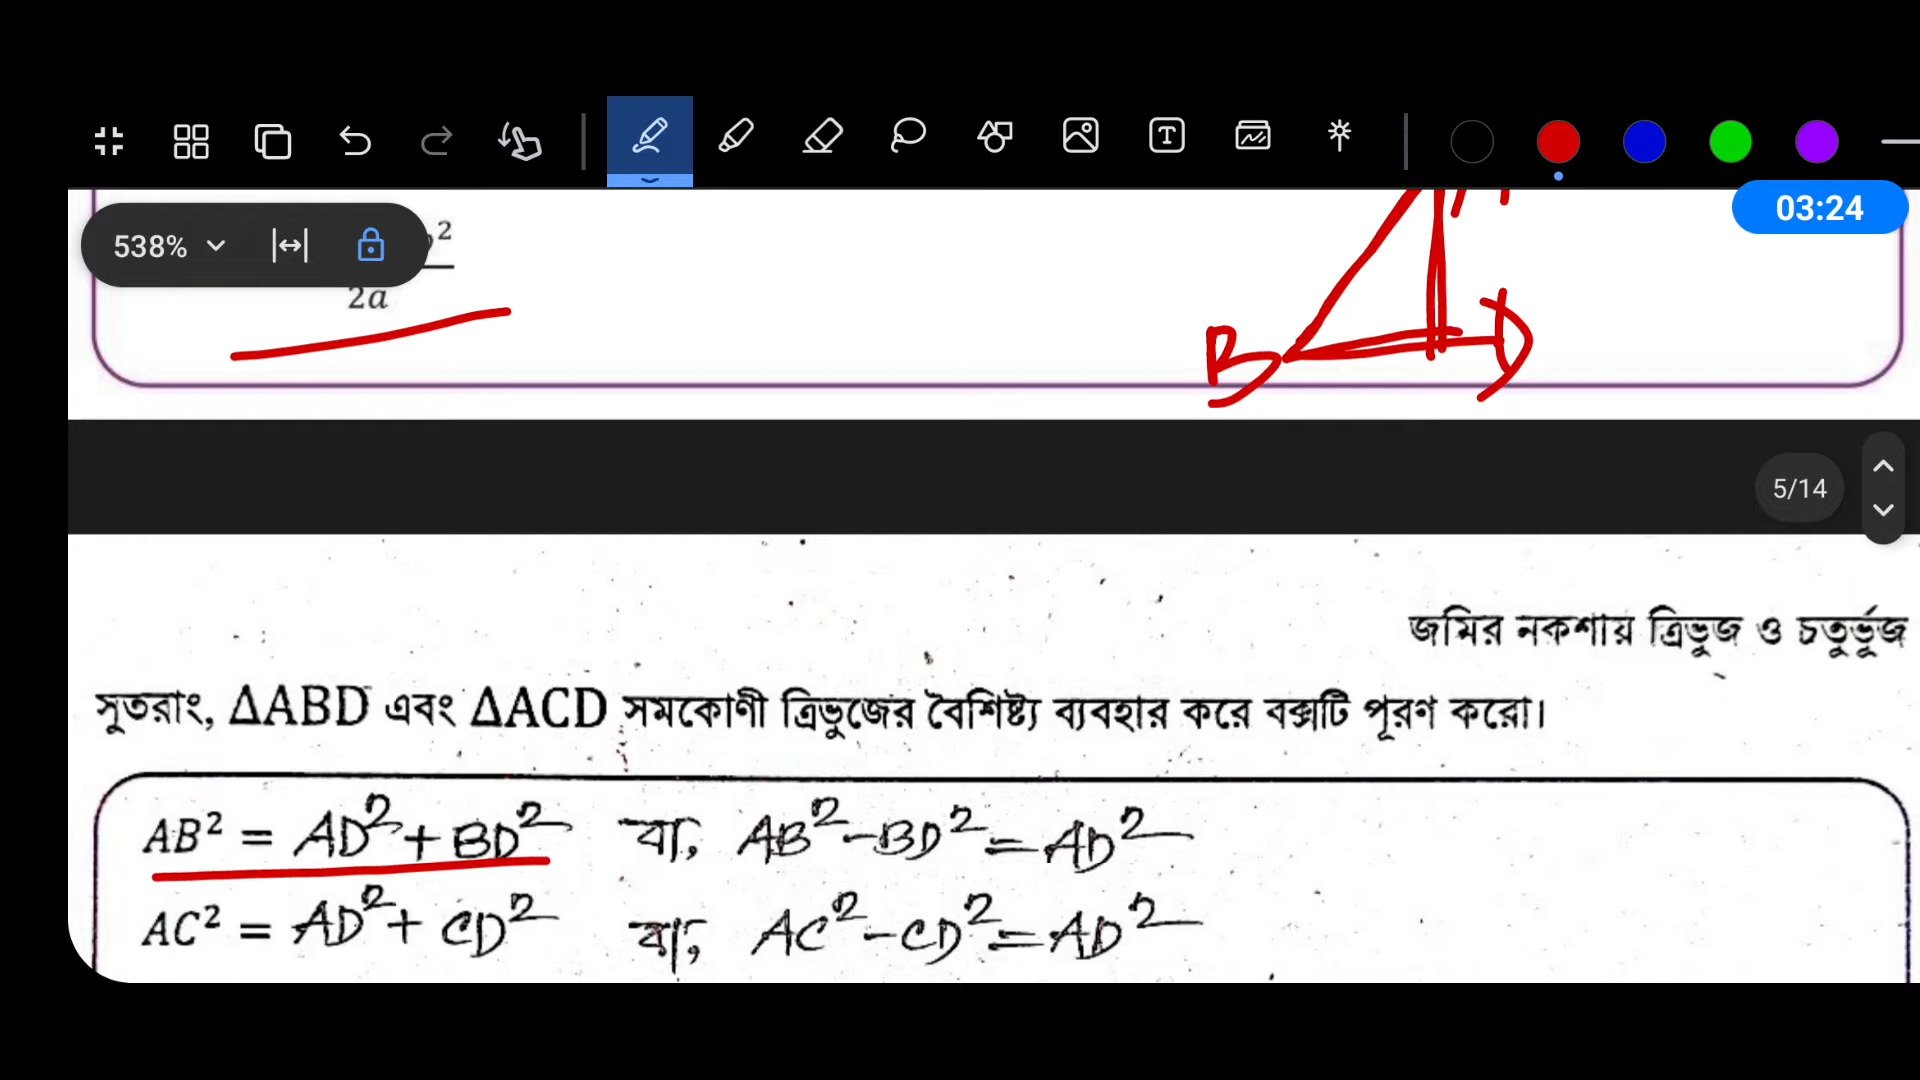 538%
03:24
2
2a
B
D
5/14
জমির নকশায় ত্রিভুজ ও চতুর্ভূজ
সুতরাং, ΔABD এবং ΔACD সমকোণী ত্রিভুজের বৈশিষ্ট্য ব্যবহার করে বক্সটি পূরণ করো।
AB² = AD² + BD² বা, AB² - BD² = AD²
AC² = AD² + CD² বা, AC² - CD² = AD²